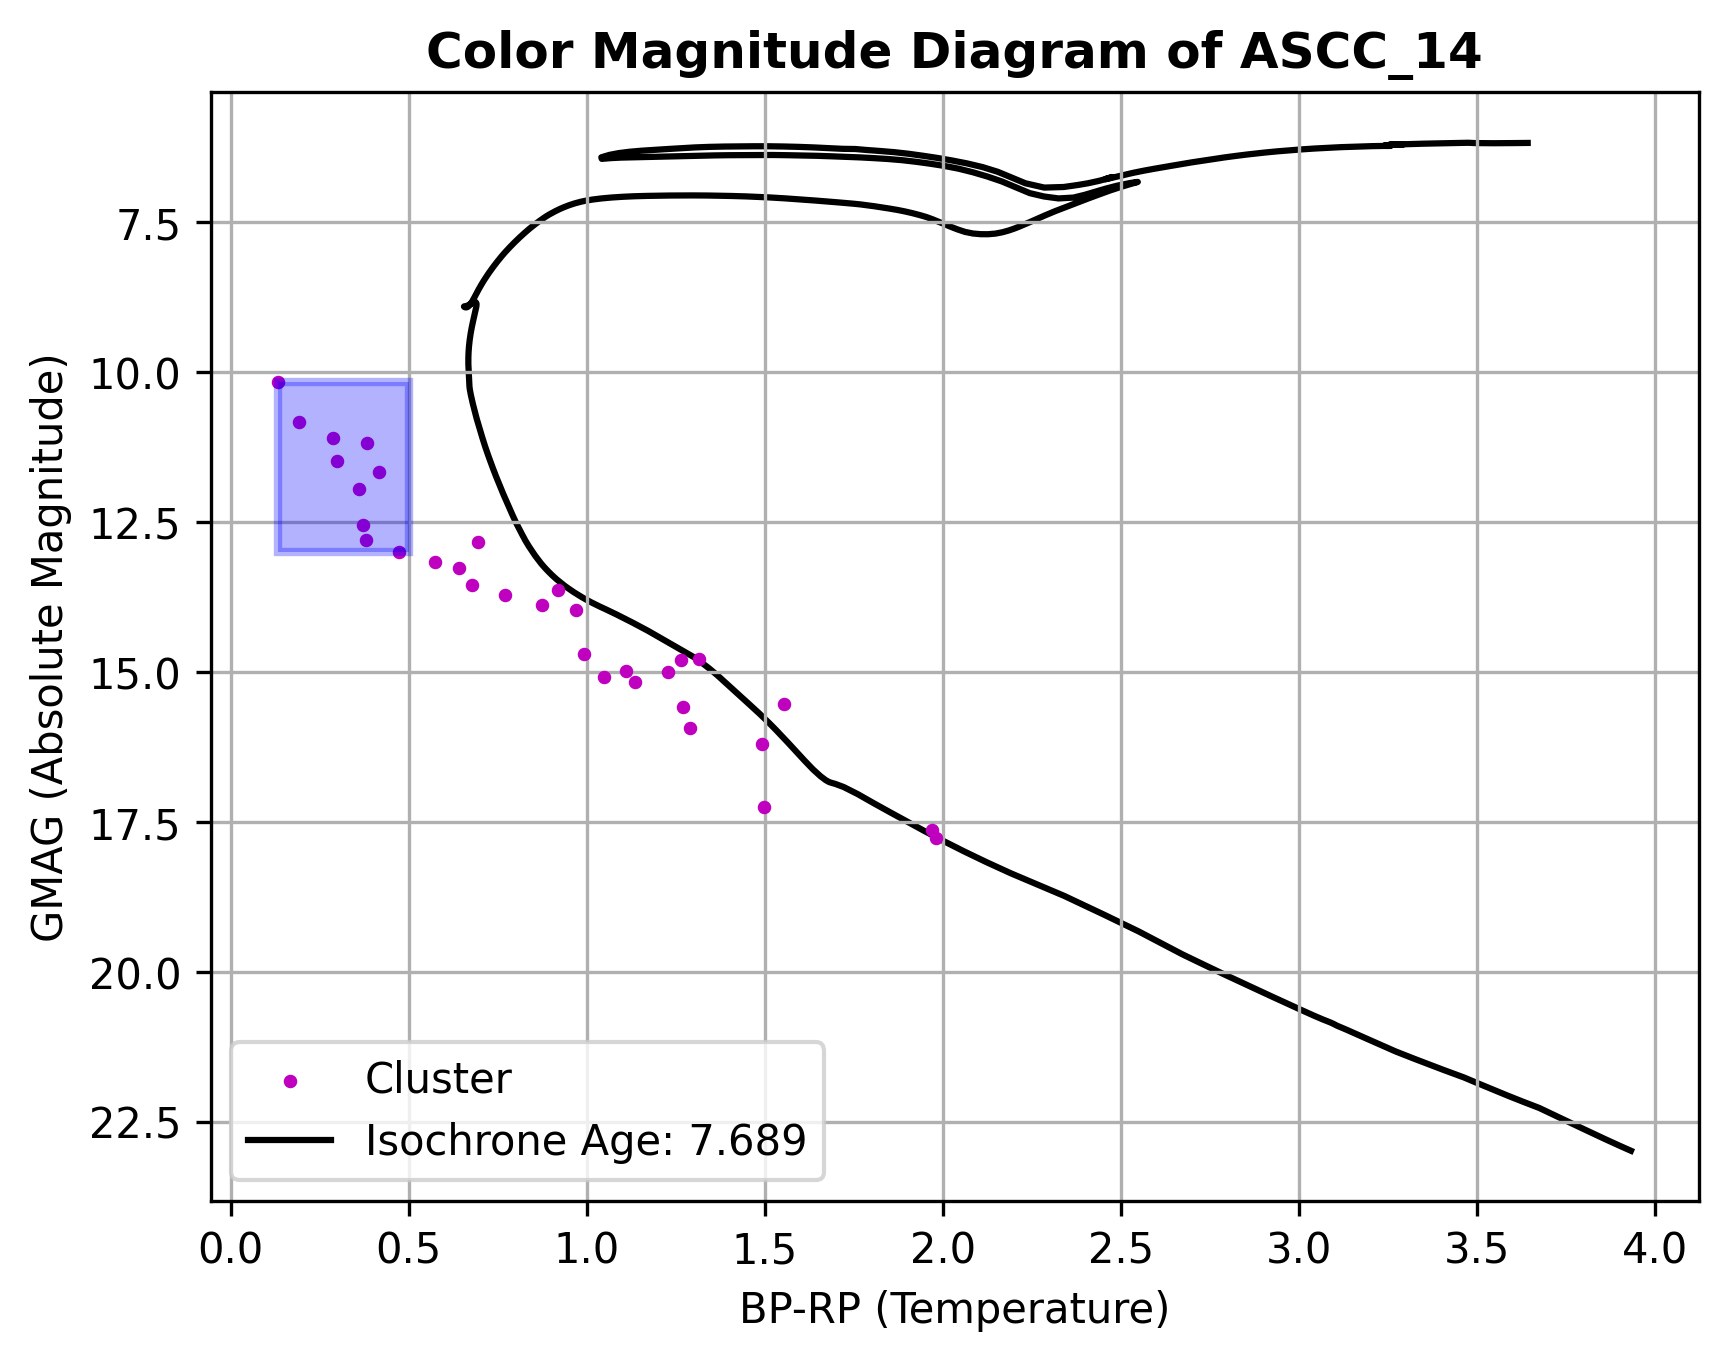 Color Magnitude Diagram of ASCC_14
GMAG (Absolute Magnitude)
7.5
10.0
12.5
15.0
17.5
20.0
22.5
Cluster
Isochrone Age: 7.689
0.0 0.5 1.0 1.5 2.0 2.5 3.0 3.5 4.0
BP-RP (Temperature)